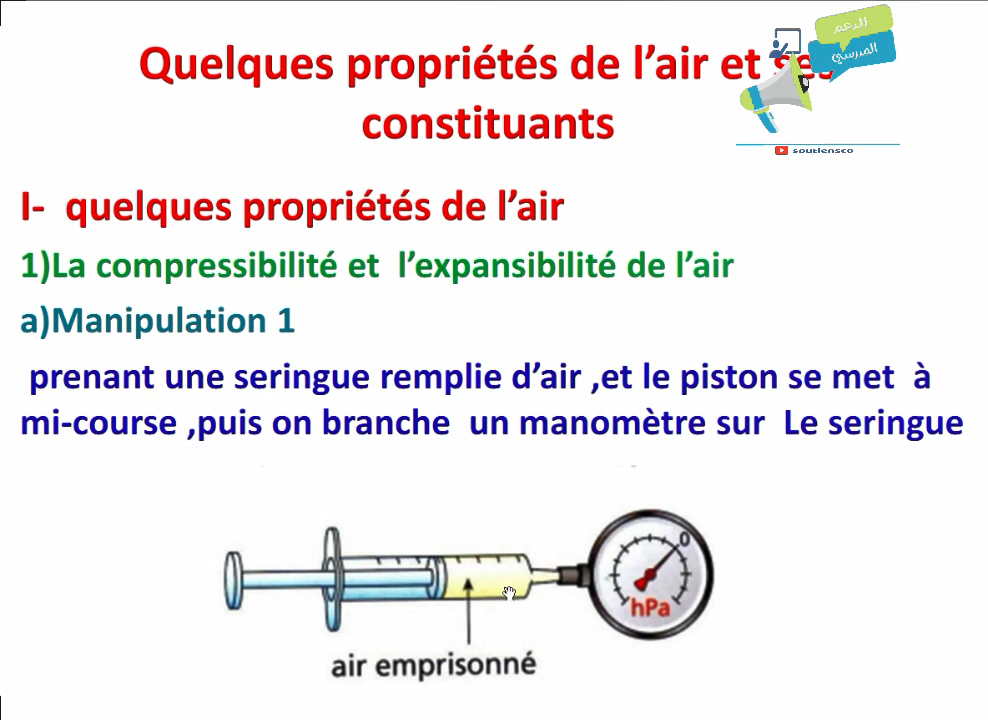 الدعم
المدرسي
Quelques propriétés de l’air et ses
constituants
soutiensco
I- quelques propriétés de l’air
1)La compressibilité et l’expansibilité de l’air
a)Manipulation 1
prenant une seringue remplie d’air ,et le piston se met à
mi-course ,puis on branche un manomètre sur Le seringue
0
hPa
air emprisonné